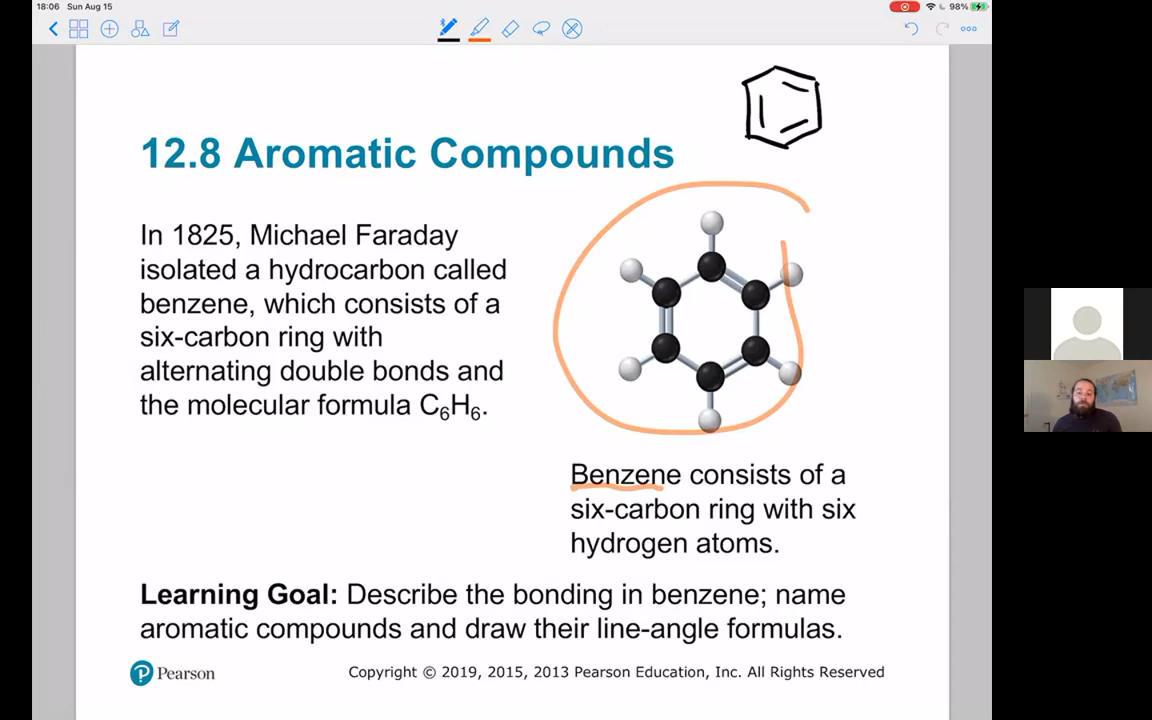 18:06 Sun Aug 15
98%
12.8 Aromatic Compounds
In 1825, Michael Faraday
isolated a hydrocarbon called
benzene, which consists of a
six-carbon ring with
alternating double bonds and
the molecular formula C₆H₆.
Benzene consists of a
six-carbon ring with six
hydrogen atoms.
Learning Goal: Describe the bonding in benzene; name
aromatic compounds and draw their line-angle formulas.
P Pearson
Copyright © 2019, 2015, 2013 Pearson Education, Inc. All Rights Reserved